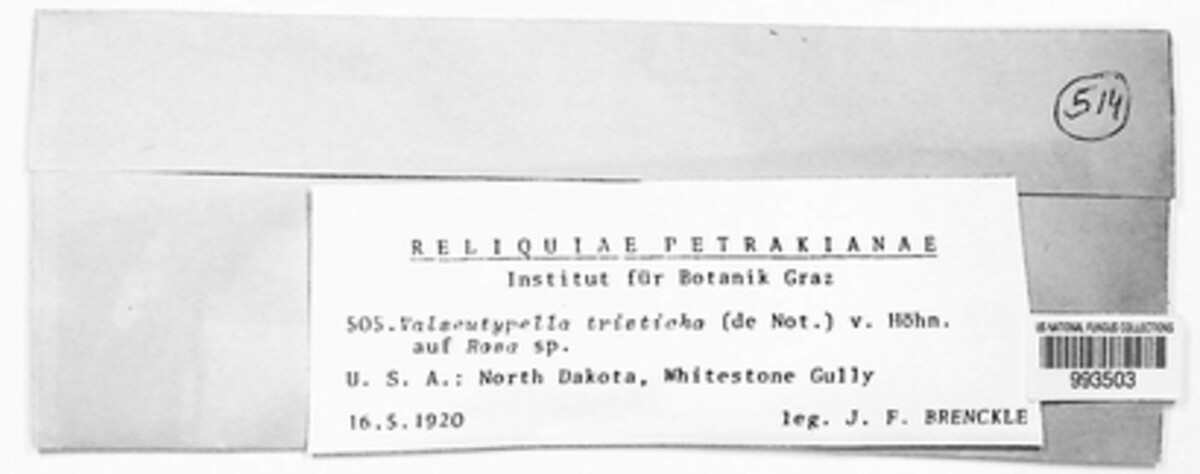 514
RELIQUIAE PETRAKIANAE
Institut für Botanik Graz
505. Valseutypella tristicha (de Not.) v. Höhn.
auf Rosa sp.
U. S. A.: North Dakota, Whitestone Gully
16.5.1920 leg. J. F. BRENCKLE
US NATIONAL FUNGUS COLLECTIONS
993503